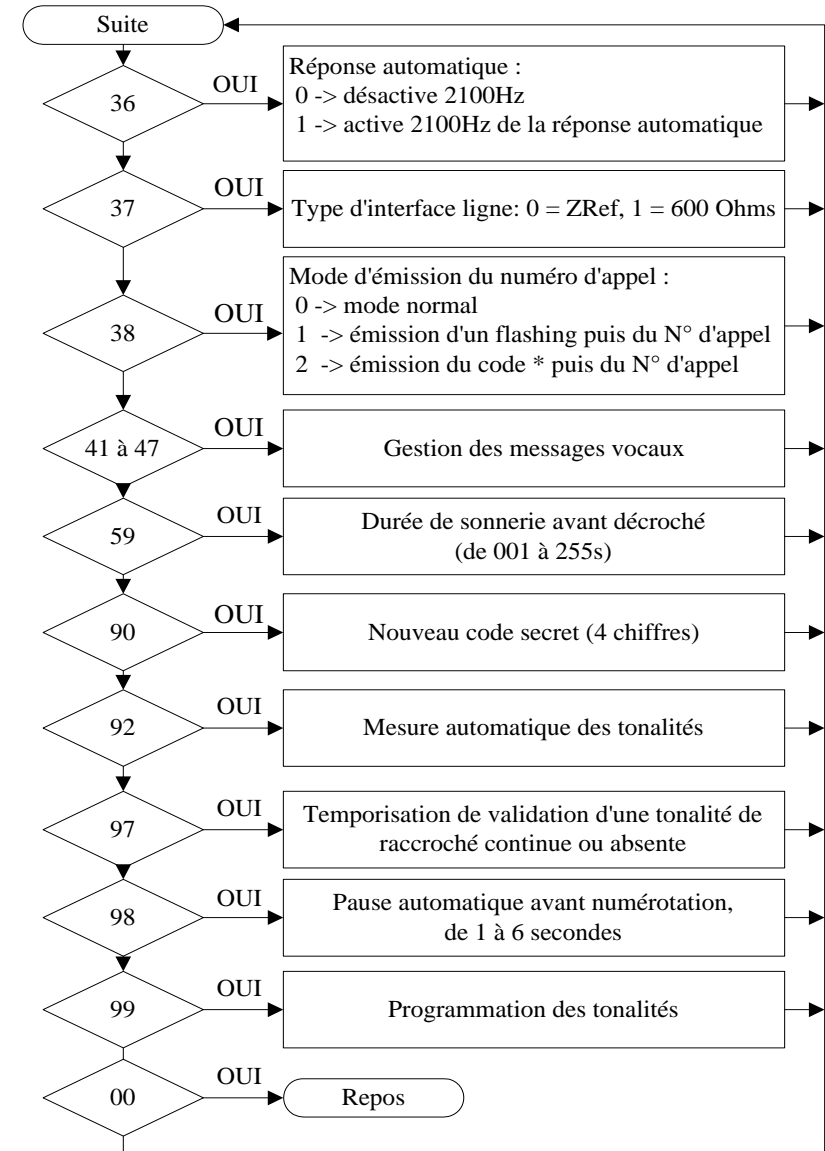 Suite
36
OUI
Réponse automatique :
0 -> désactive 2100Hz
1 -> active 2100Hz de la réponse automatique
37
OUI
Type d'interface ligne: 0 = ZRef, 1 = 600 Ohms
38
OUI
Mode d'émission du numéro d'appel :
0 -> mode normal
1 -> émission d'un flashing puis du N° d'appel
2 -> émission du code * puis du N° d'appel
41 à 47
OUI
Gestion des messages vocaux
59
OUI
Durée de sonnerie avant décroché
(de 001 à 255s)
90
OUI
Nouveau code secret (4 chiffres)
92
OUI
Mesure automatique des tonalités
97
OUI
Temporisation de validation d'une tonalité de
raccroché continue ou absente
98
OUI
Pause automatique avant numérotation,
de 1 à 6 secondes
99
OUI
Programmation des tonalités
00
OUI
Repos